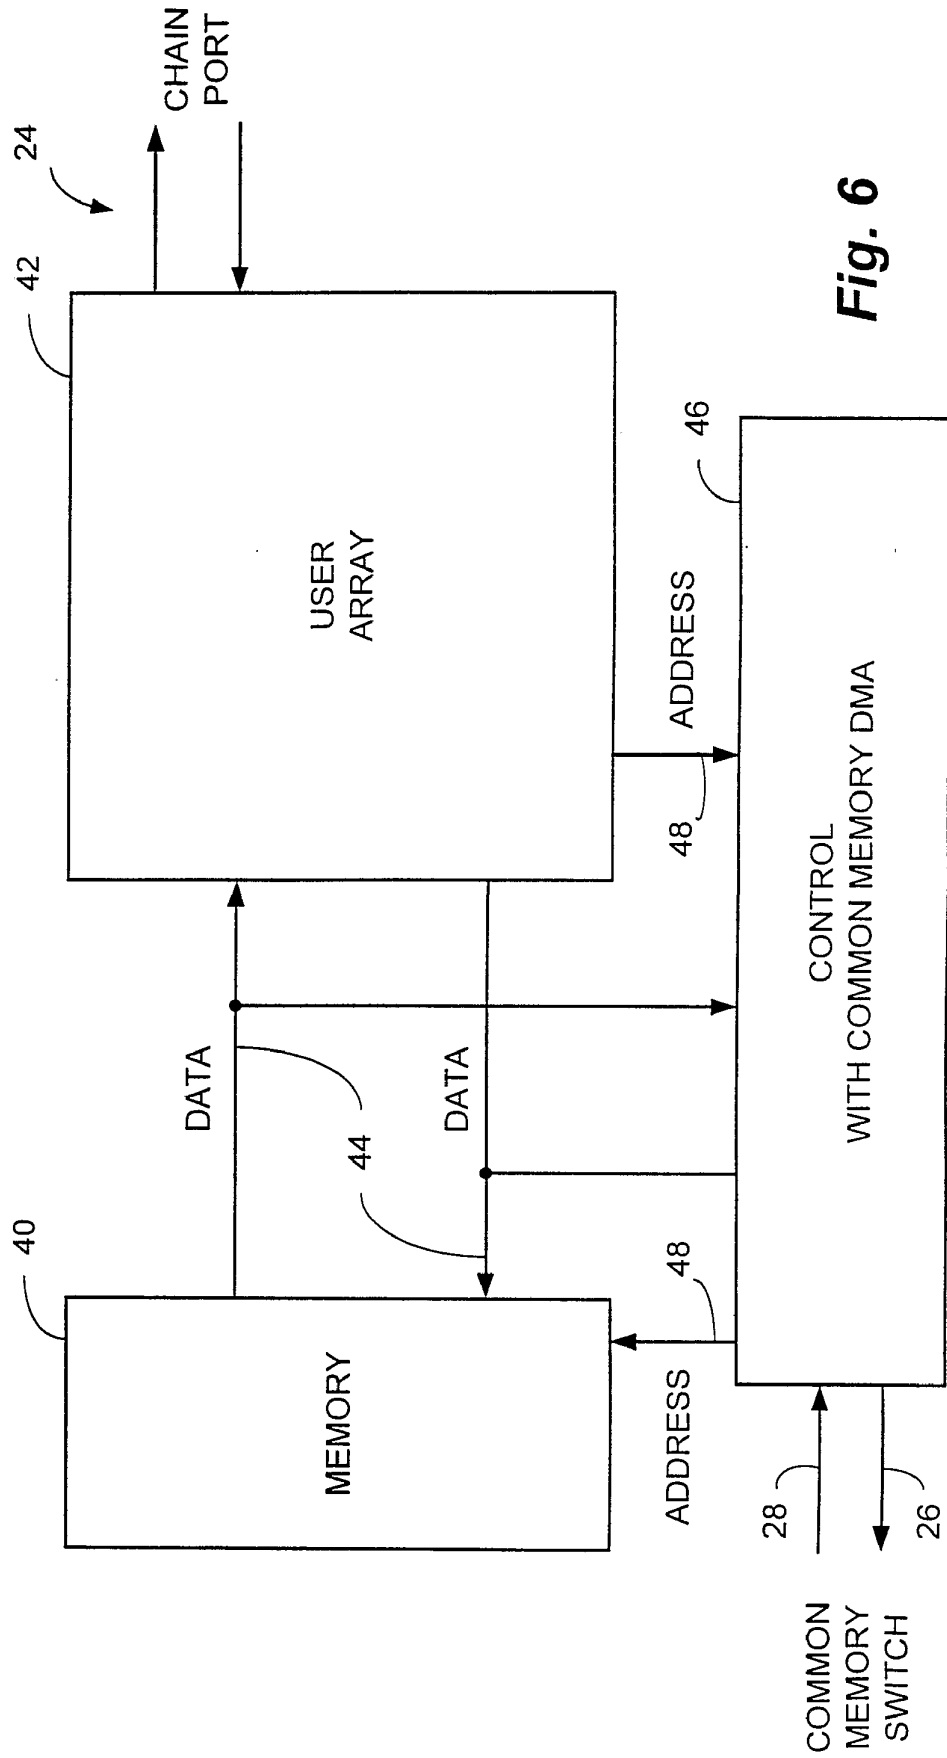 24
CHAIN
PORT
42
USER
ARRAY
40
MEMORY
DATA
44
DATA
ADDRESS
48
ADDRESS
48
46
CONTROL
WITH COMMON MEMORY DMA
28
26
COMMON
MEMORY
SWITCH
Fig. 6